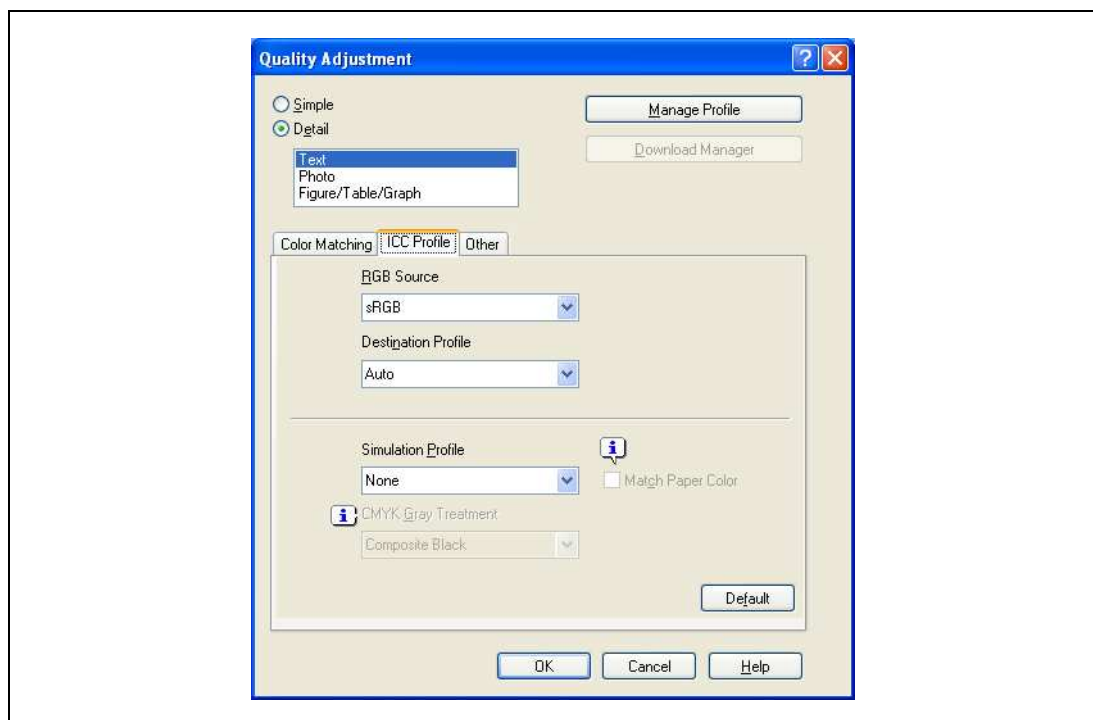 Quality Adjustment
Simple
Detail
Manage Profile
Download Manager
Text
Photo
Figure/Table/Graph
Color Matching
ICC Profile
Other
RGB Source
sRGB
Destination Profile
Auto
Simulation Profile
None
Match Paper Color
CMYK Gray Treatment
Composite Black
Default
OK
Cancel
Help